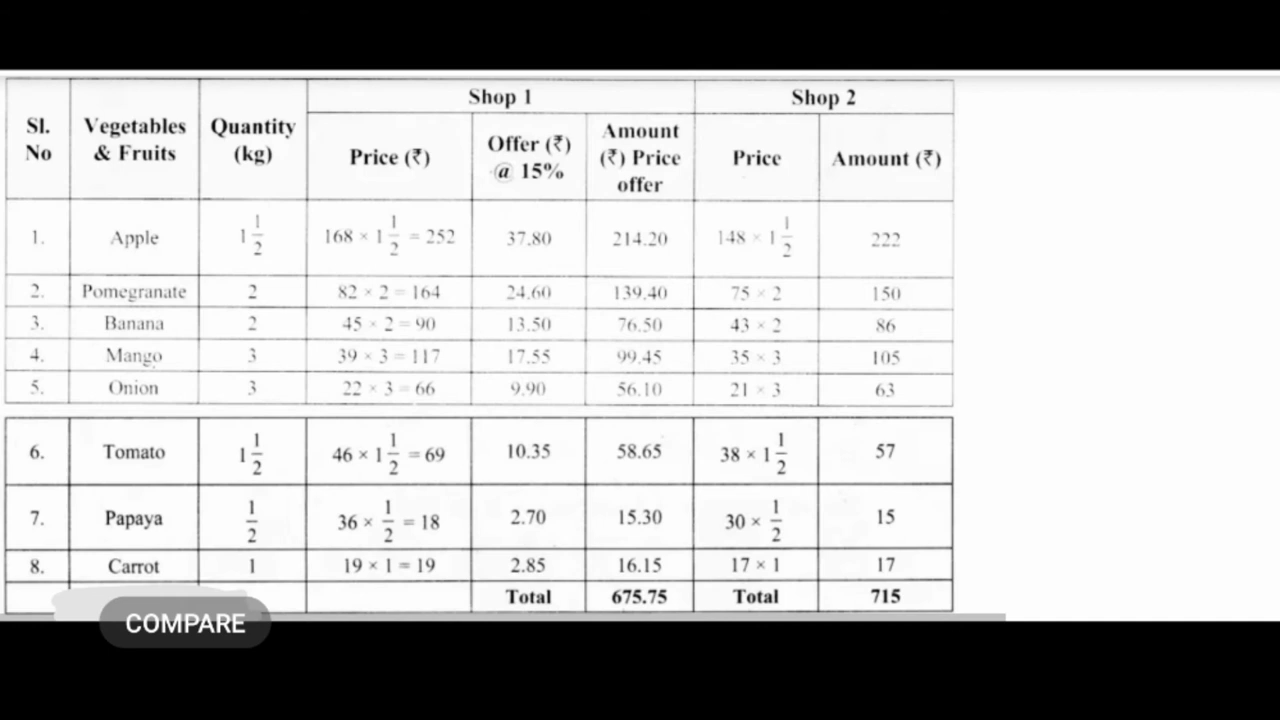 Shop 1 Shop 2
Sl. No Vegetables & Fruits Quantity (kg) Price (₹) Offer (₹) @ 15% Amount (₹) Price offer Price Amount (₹)
1. Apple 1 1/2 168 × 1 1/2 = 252 37.80 214.20 148 × 1 1/2 222
2. Pomegranate 2 82 × 2 = 164 24.60 139.40 75 × 2 150
3. Banana 2 45 × 2 = 90 13.50 76.50 43 × 2 86
4. Mango 3 39 × 3 = 117 17.55 99.45 35 × 3 105
5. Onion 3 22 × 3 = 66 9.90 56.10 21 × 3 63
6. Tomato 1 1/2 46 × 1 1/2 = 69 10.35 58.65 38 × 1 1/2 57
7. Papaya 1/2 36 × 1/2 = 18 2.70 15.30 30 × 1/2 15
8. Carrot 1 19 × 1 = 19 2.85 16.15 17 × 1 17
Total 675.75 Total 715
COMPARE